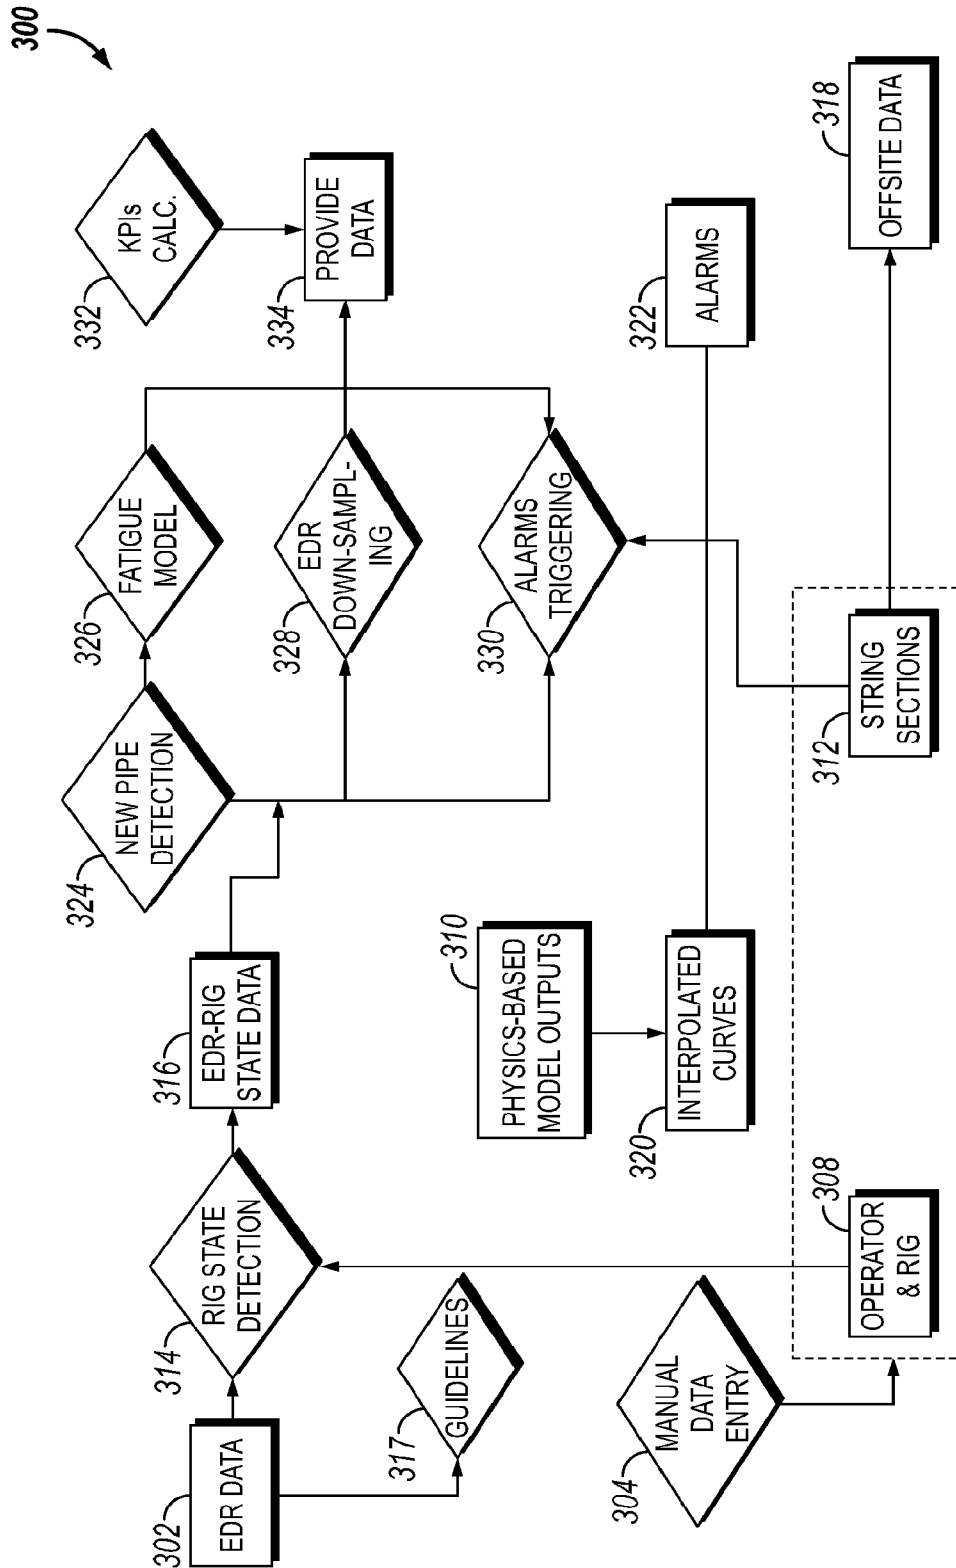 300
332
KPIs
CALC.
334
PROVIDE
DATA
326
FATIGUE
MODEL
328
EDR
DOWN-SAMPL-
ING
330
ALARMS
TRIGGERING
322
ALARMS
318
OFFSITE DATA
324
NEW PIPE
DETECTION
316
EDR-RIG
STATE DATA
310
PHYSICS-BASED
MODEL OUTPUTS
320
INTERPOLATED
CURVES
312
STRING
SECTIONS
314
RIG STATE
DETECTION
302
EDR DATA
317
GUIDELINES
304
MANUAL
DATA
ENTRY
308
OPERATOR
& RIG